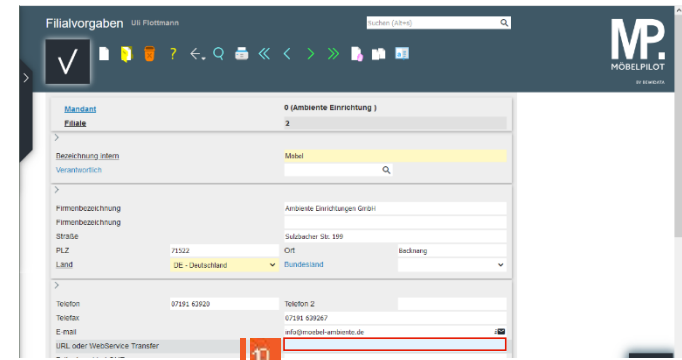 Filialvorgaben Uli Flottmann
Suchen (Alt+s)
MP.
MÖBELPILOT
Mandant 0 (Ambiente Einrichtung )
Filiale 2
Bezeichnung intern Mabel
Verantwortlich
Firmenbezeichnung Ambiente Einrichtungen GmbH
Firmenbezeichnung
Straße Sulzbacher Str. 199
PLZ 71522 Ort Backnang
Land DE - Deutschland Bundesland
Telefon 07191 63920 Telefon 2
Telefax 07191 639267
E-mail info@moebel-ambiente.de
URL oder WebService Transfer